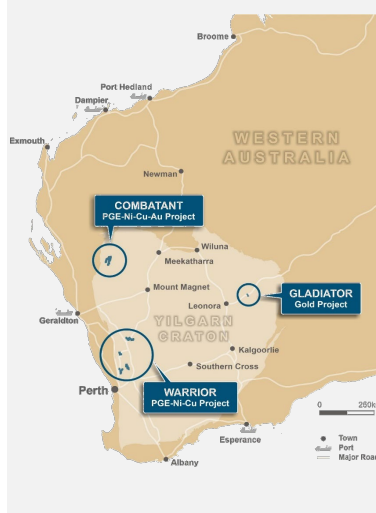 Broome
Port Hedland
Dampier
Exmouth
WESTERN
AUSTRALIA
Newman
COMBATANT
PGE-Ni-Cu-Au Project
Wiluna
Meekatharra
Mount Magnet
GLADIATOR
Gold Project
Leonora
Geraldton
YILGARN
CRATON
Kalgoorlie
Southern Cross
Perth
WARRIOR
PGE-Ni-Cu Project
0
Esperance
Albany
Town
Port
Major